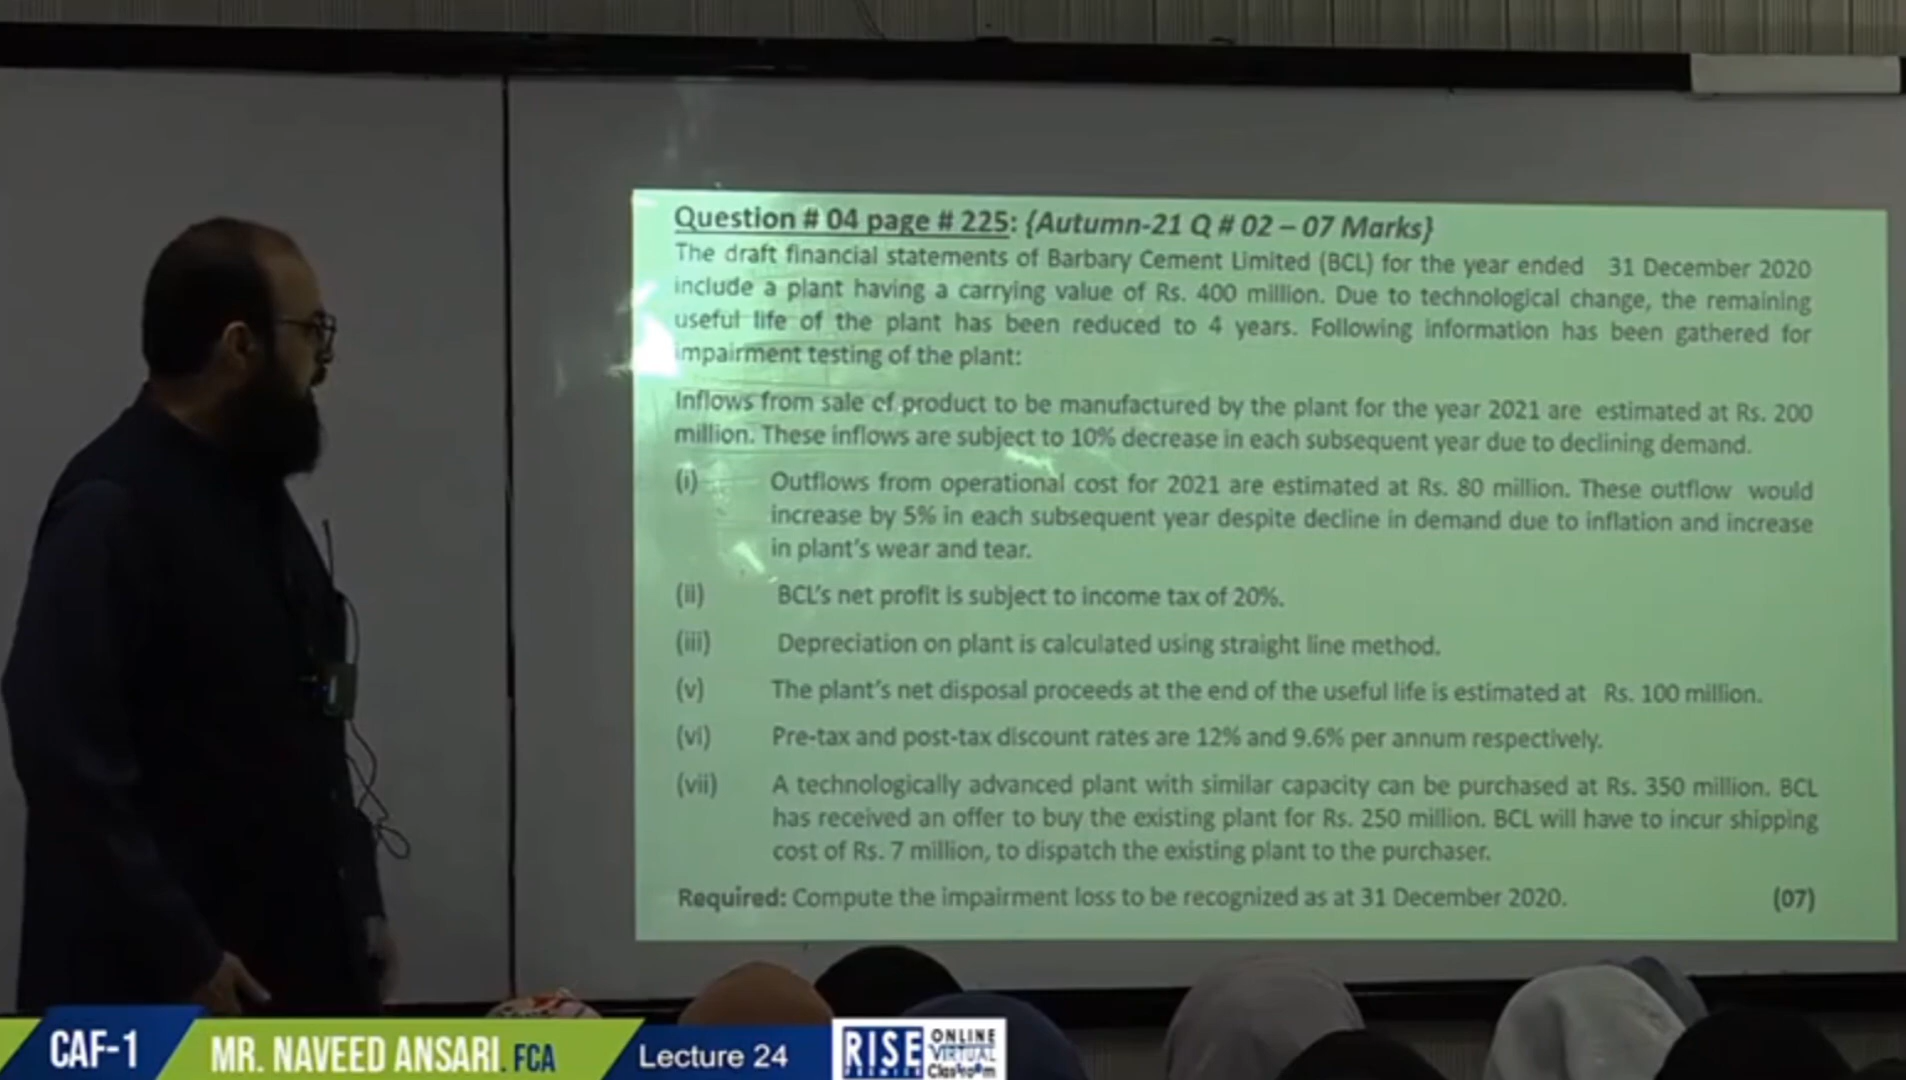 Question # 04 page # 225: {Autumn-21 Q # 02 – 07 Marks}
The draft financial statements of Barbary Cement Limited (BCL) for the year ended 31 December 2020
include a plant having a carrying value of Rs. 400 million. Due to technological change, the remaining
useful life of the plant has been reduced to 4 years. Following information has been gathered for
impairment testing of the plant:
Inflows from sale of product to be manufactured by the plant for the year 2021 are estimated at Rs. 200
million. These inflows are subject to 10% decrease in each subsequent year due to declining demand.
(i) Outflows from operational cost for 2021 are estimated at Rs. 80 million. These outflow would
increase by 5% in each subsequent year despite decline in demand due to inflation and increase
in plant's wear and tear.
(ii) BCL's net profit is subject to income tax of 20%.
(iii) Depreciation on plant is calculated using straight line method.
(v) The plant's net disposal proceeds at the end of the useful life is estimated at Rs. 100 million.
(vi) Pre-tax and post-tax discount rates are 12% and 9.6% per annum respectively.
(vii) A technologically advanced plant with similar capacity can be purchased at Rs. 350 million. BCL
has received an offer to buy the existing plant for Rs. 250 million. BCL will have to incur shipping
cost of Rs. 7 million, to dispatch the existing plant to the purchaser.
Required: Compute the impairment loss to be recognized as at 31 December 2020. (07)
CAF-1
MR. NAVEED ANSARI. FCA
Lecture 24
RISE
ONLINE
VIRTUAL
Classroom